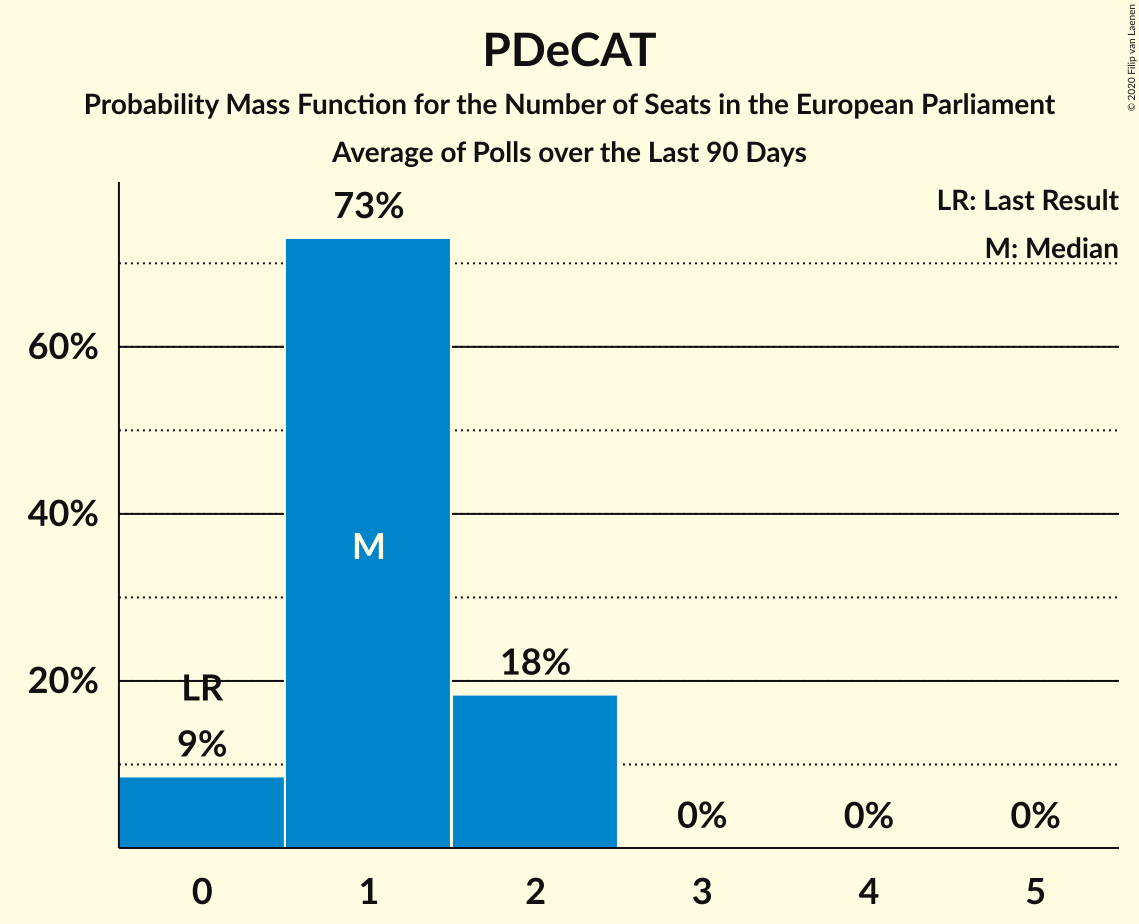 PDeCAT
Probability Mass Function for the Number of Seats in the European Parliament
Average of Polls over the Last 90 Days
© 2020 Filip van Laenen
LR: Last Result
M: Median
73%
60%
40%
M
20%
LR
18%
9%
0%
0%
0%
0
1
2
3
4
5